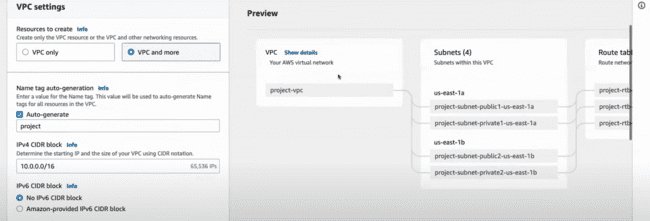 VPC settings
Resources to create Info
Create only the VPC resource or the VPC and other networking resources.
VPC only
VPC and more
Name tag auto-generation Info
Enter a value for the Name tag. This value will be used to auto-generate Name
tags for all resources in the VPC.
Auto-generate
project
IPv4 CIDR block Info
Determine the starting IP and the size of your VPC using CIDR notation.
10.0.0.0/16
65,536 IPs
IPv6 CIDR block Info
No IPv6 CIDR block
Amazon-provided IPv6 CIDR block
Preview
VPC Show details
Your AWS virtual network
project-vpc
Subnets (4)
Subnets within this VPC
us-east-1a
project-subnet-public1-us-east-1a
project-subnet-private1-us-east-1a
us-east-1b
project-subnet-public2-us-east-1b
project-subnet-private2-us-east-1b
Route tabl
Route networ
project-rtb
project-rtb
project-rtb